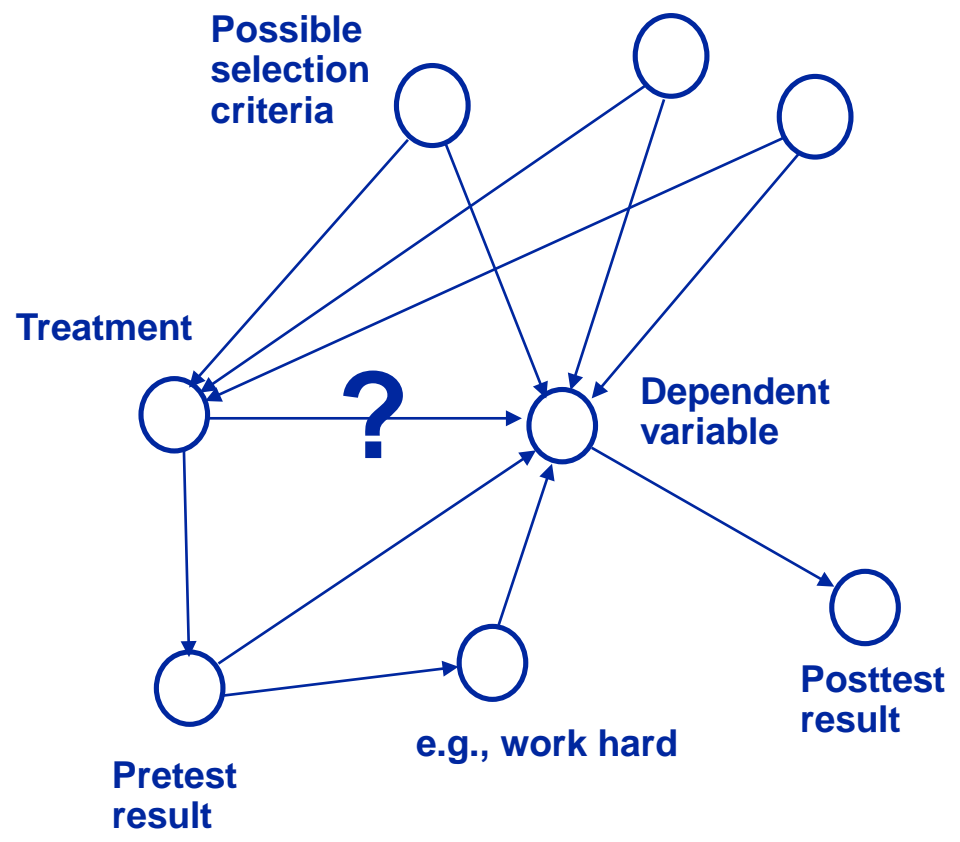 Possible
selection
criteria
Treatment
?
Dependent
variable
Posttest
result
e.g., work hard
Pretest
result